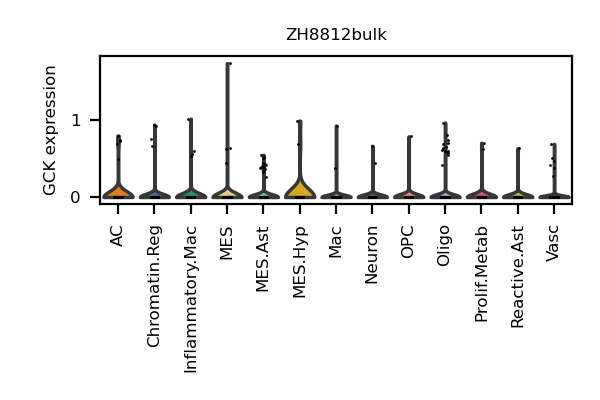 ZH8812bulk
GCK expression
1
0
AC
Chromatin.Reg
Inflammatory.Mac
MES
MES.Ast
MES.Hyp
Mac
Neuron
OPC
Oligo
Prolif.Metab
Reactive.Ast
Vasc